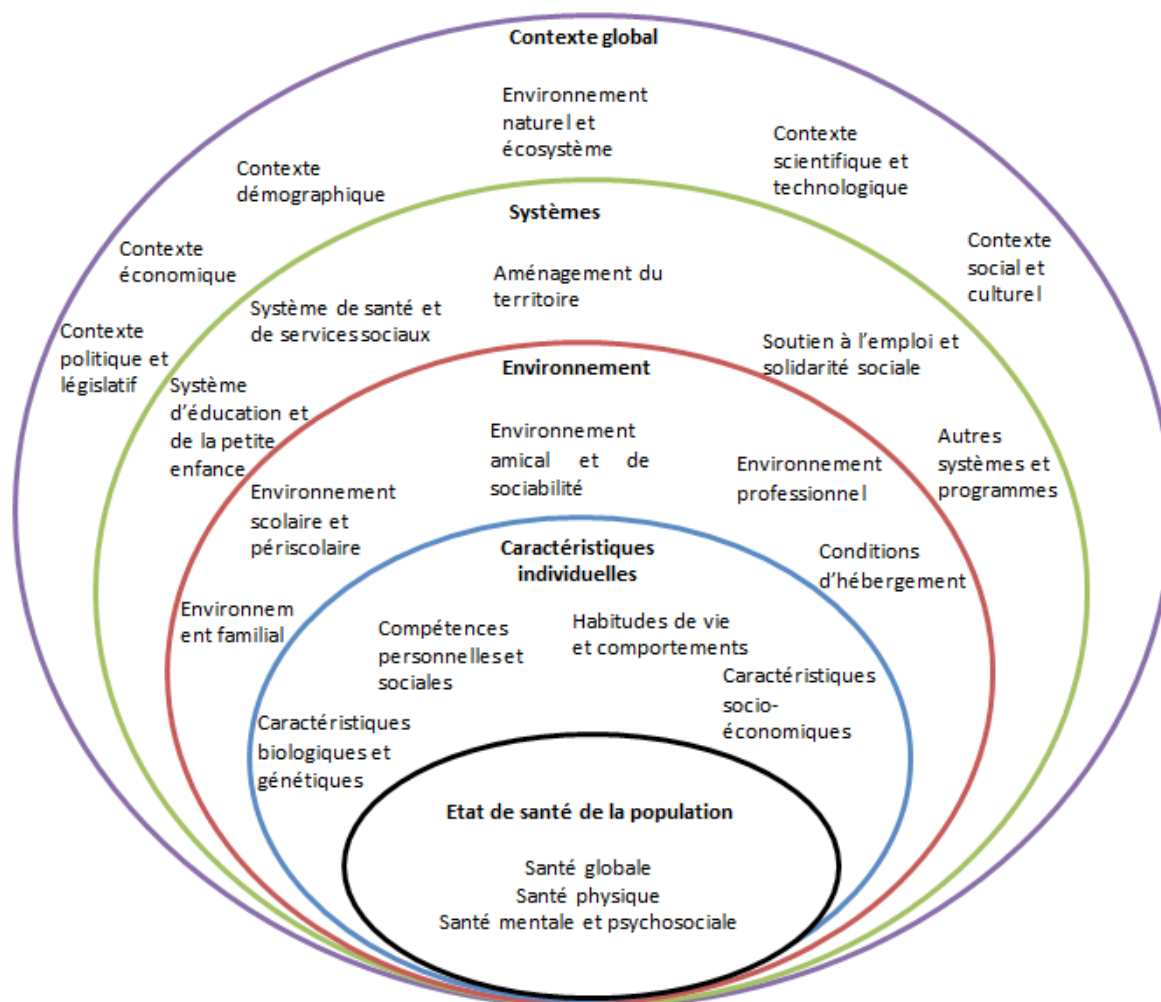 Contexte global
Environnement
naturel et
écosystème
Contexte
scientifique et
technologique
Contexte
démographique
Contexte
économique
Contexte
social et
culturel
Contexte
politique et
législatif
Systèmes
Aménagement du
territoire
Système de santé et
de services sociaux
Soutien à l'emploi et
solidarité sociale
Système
d'éducation et
de la petite
enfance
Autres
systèmes et
programmes
Environnement
Environnement
amical et de
sociabilité
Environnement
professionnel
Environnement
scolaire et
périscolaire
Conditions
d'hébergement
Environnem
ent familial
Caractéristiques
individuelles
Habitudes de vie
et comportements
Compétences
personnelles et
sociales
Caractéristiques
socio-
économiques
Caractéristiques
biologiques et
génétiques
Etat de santé de la population
Santé globale
Santé physique
Santé mentale et psychosociale